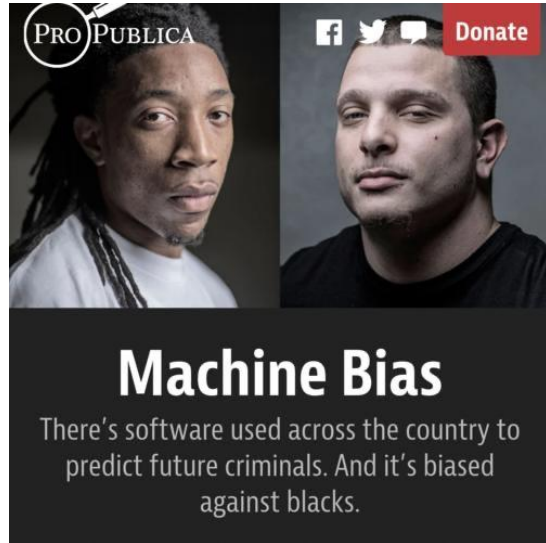 PROPUBLICA
Donate
Machine Bias
There's software used across the country to
predict future criminals. And it's biased
against blacks.